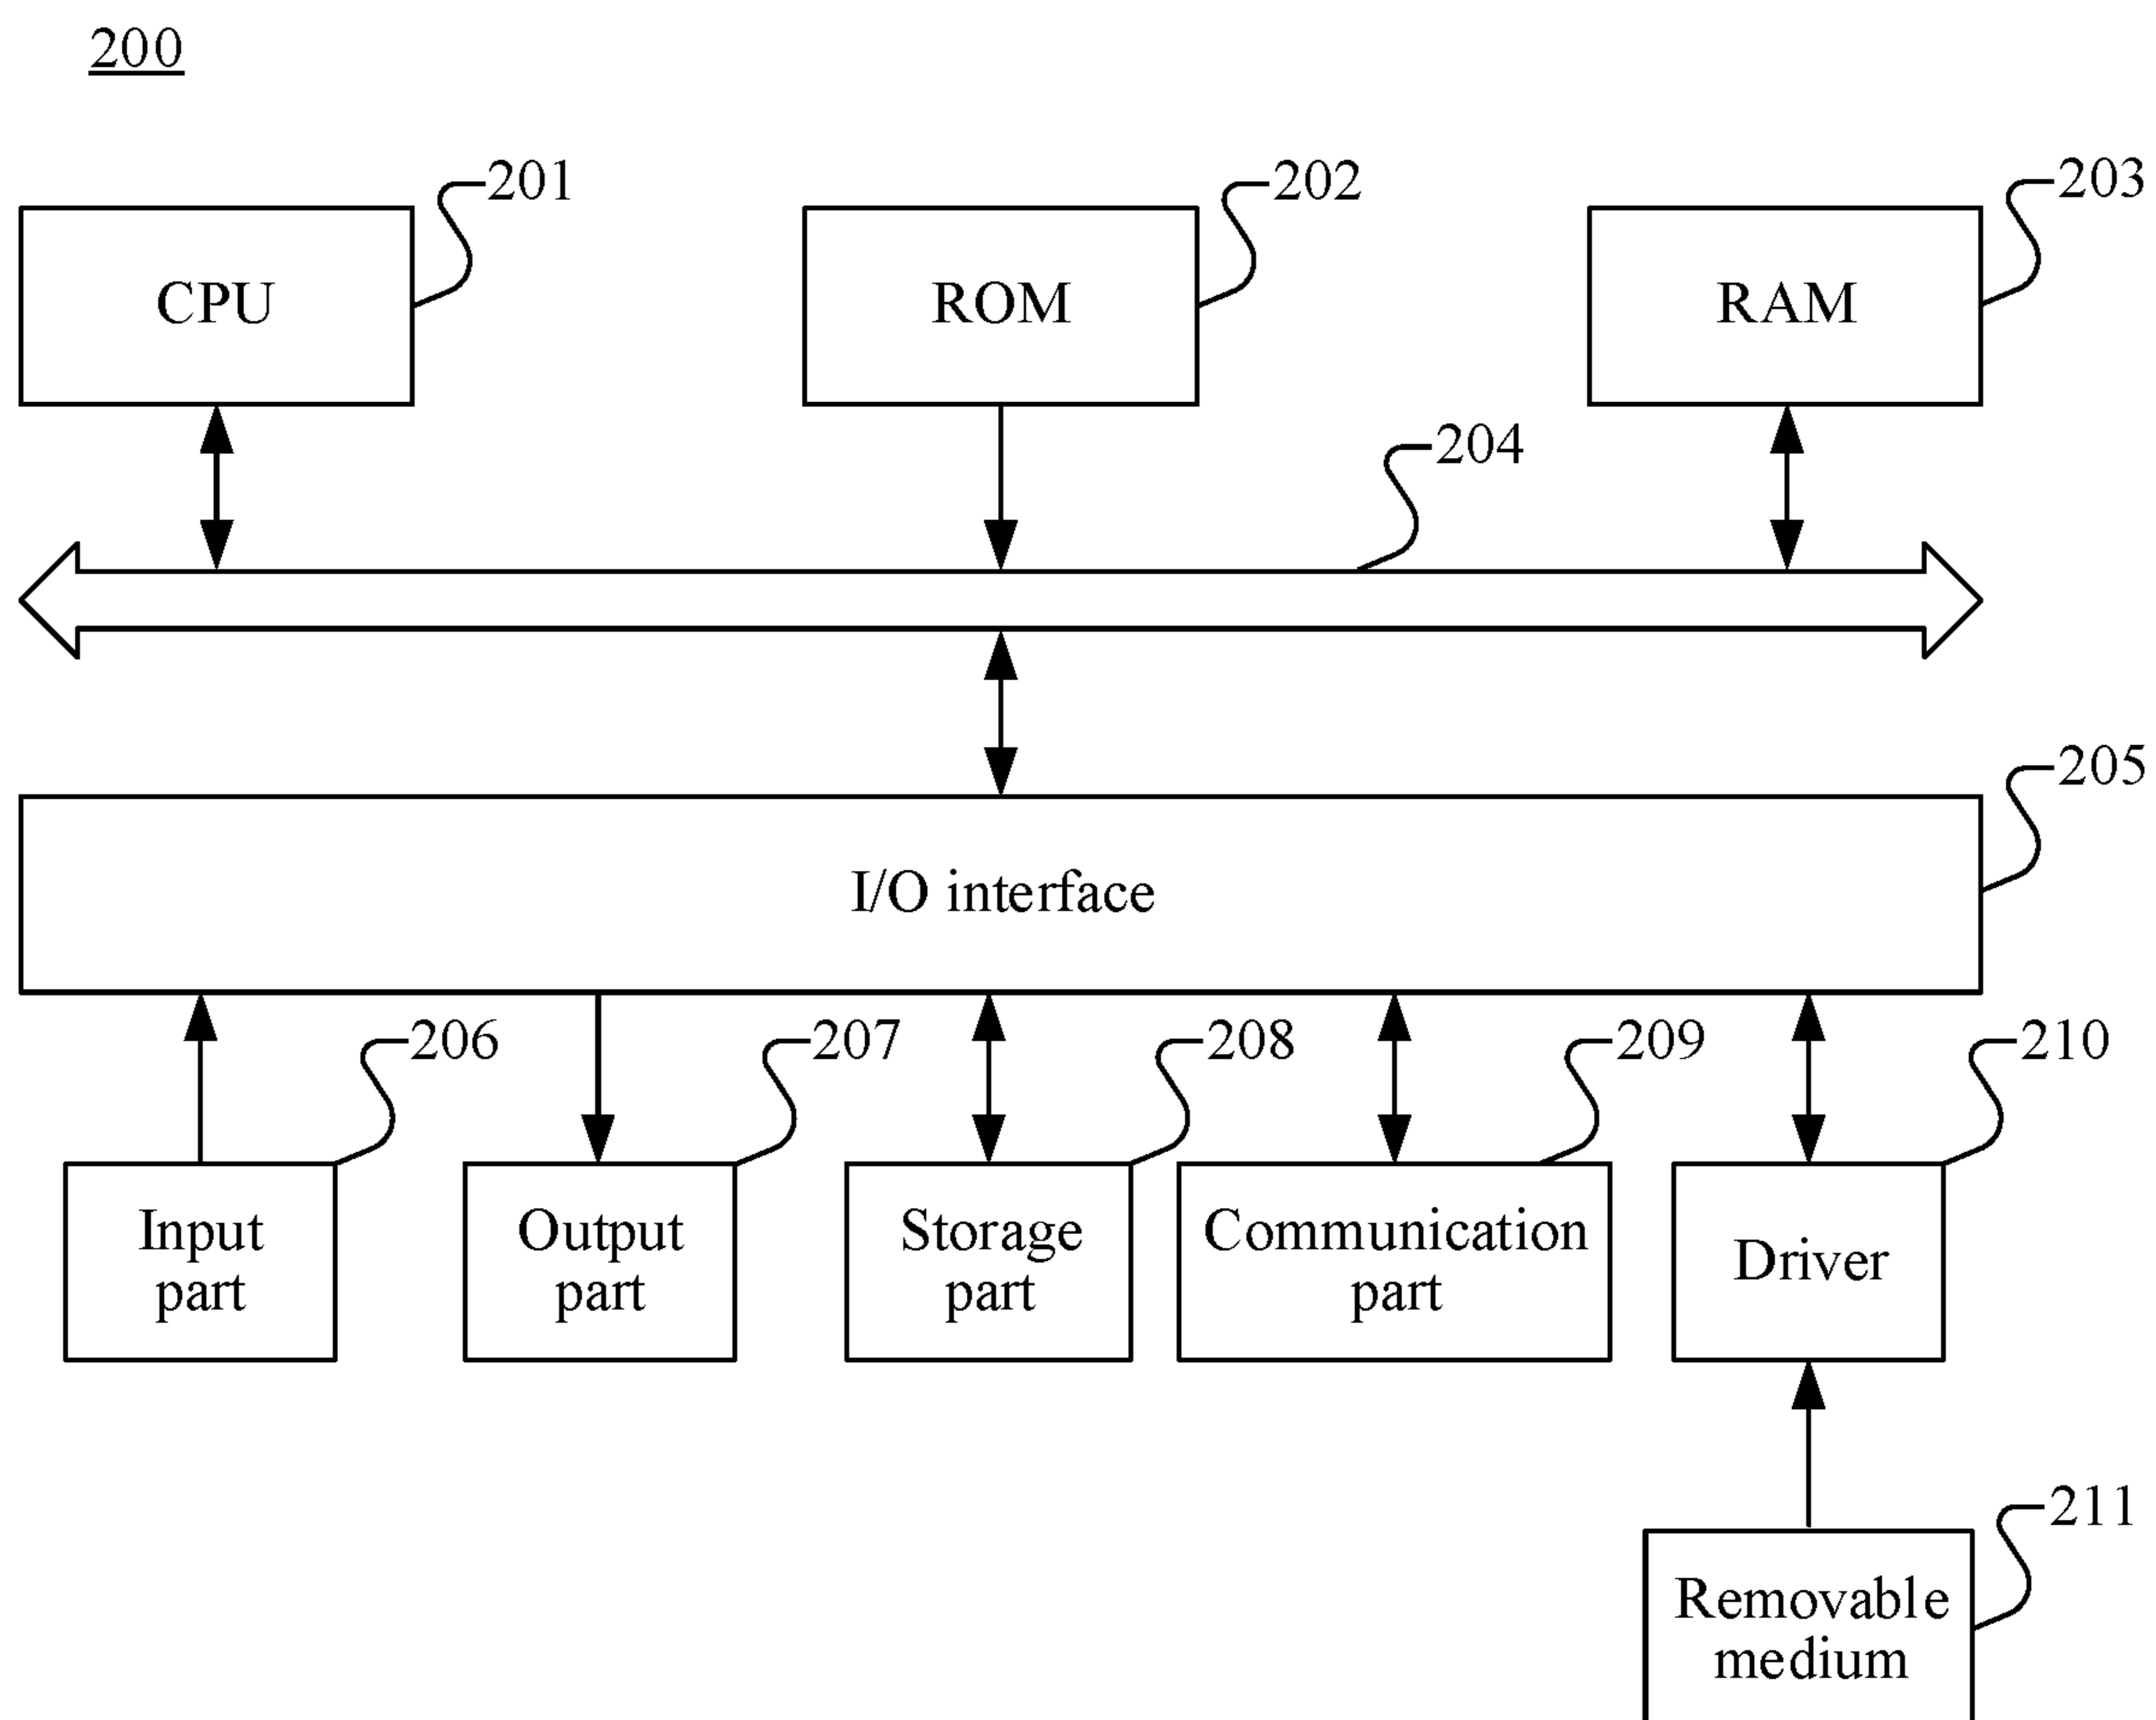 200
201
202
203
CPU
ROM
RAM
204
205
I/O interface
206
207
208
209
210
Input
part
Output
part
Storage
part
Communication
part
Driver
211
Removable
medium